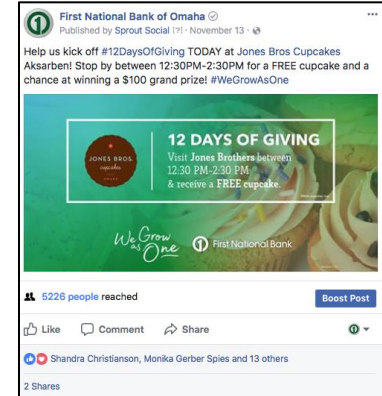 First National Bank of Omaha
Published by Sprout Social [?] · November 13 ·
Help us kick off #12DaysOfGiving TODAY at Jones Bros Cupcakes
Aksarben! Stop by between 12:30PM-2:30PM for a FREE cupcake and a
chance at winning a $100 grand prize! #WeGrowAsOne
JONES BROS.
cupcakes
12 DAYS OF GIVING
Visit Jones Brothers between
12:30 PM-2:30 PM
& receive a FREE cupcake.
We Grow
as One
First National Bank
5226 people reached
Boost Post
Like
Comment
Share
Shandra Christianson, Monika Gerber Spies and 13 others
2 Shares